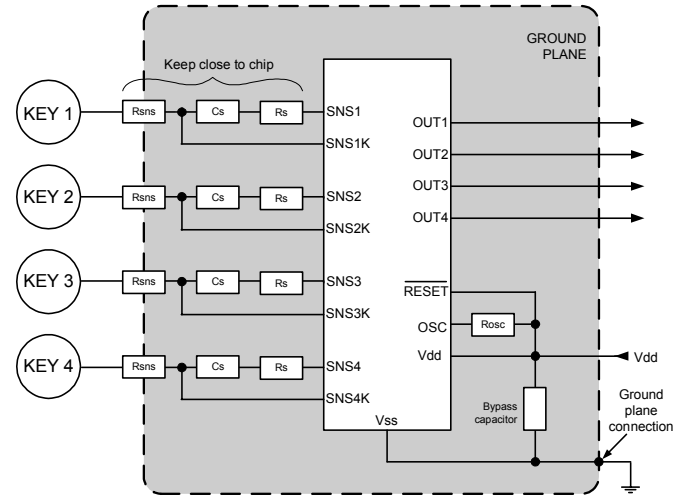 GROUND
PLANE
Keep close to chip
KEY 1
Rsns
Cs
Rs
SNS1
SNS1K
OUT1
OUT2
KEY 2
Rsns
Cs
Rs
SNS2
SNS2K
OUT3
OUT4
KEY 3
Rsns
Cs
Rs
SNS3
SNS3K
RESET
OSC
Rosc
Vdd
Vdd
KEY 4
Rsns
Cs
Rs
SNS4
SNS4K
Vss
Bypass
capacitor
Ground
plane
connection